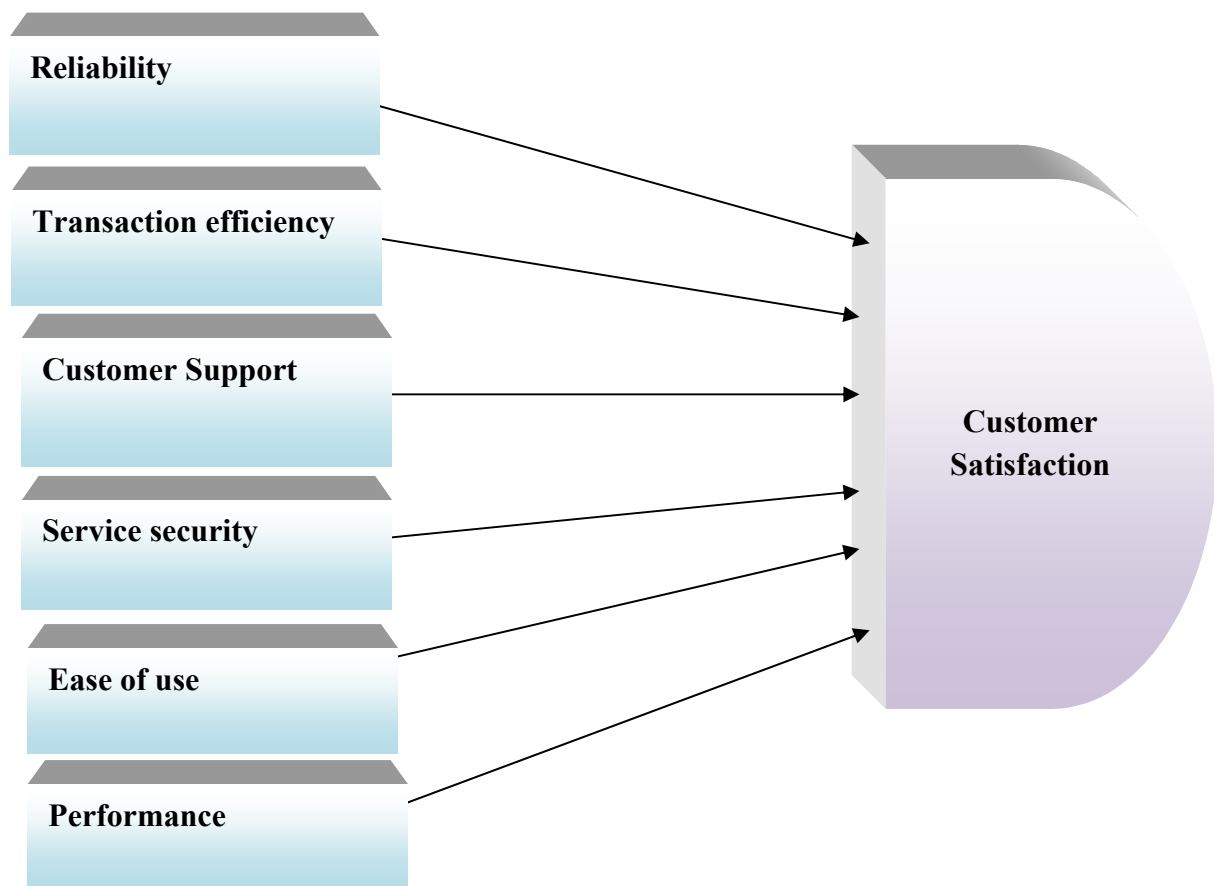 Reliability
Transaction efficiency
Customer Support
Service security
Ease of use
Performance
Customer
Satisfaction